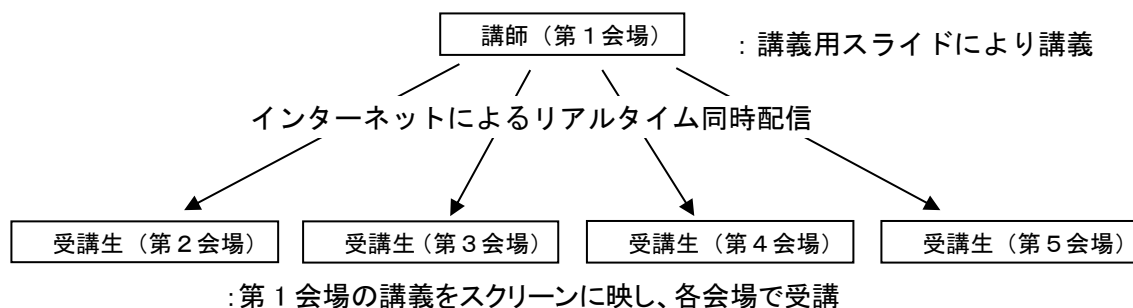 講師（第１会場）
：講義用スライドにより講義
インターネットによるリアルタイム同時配信
受講生（第２会場）
受講生（第３会場）
受講生（第４会場）
受講生（第５会場）
：第１会場の講義をスクリーンに映し、各会場で受講